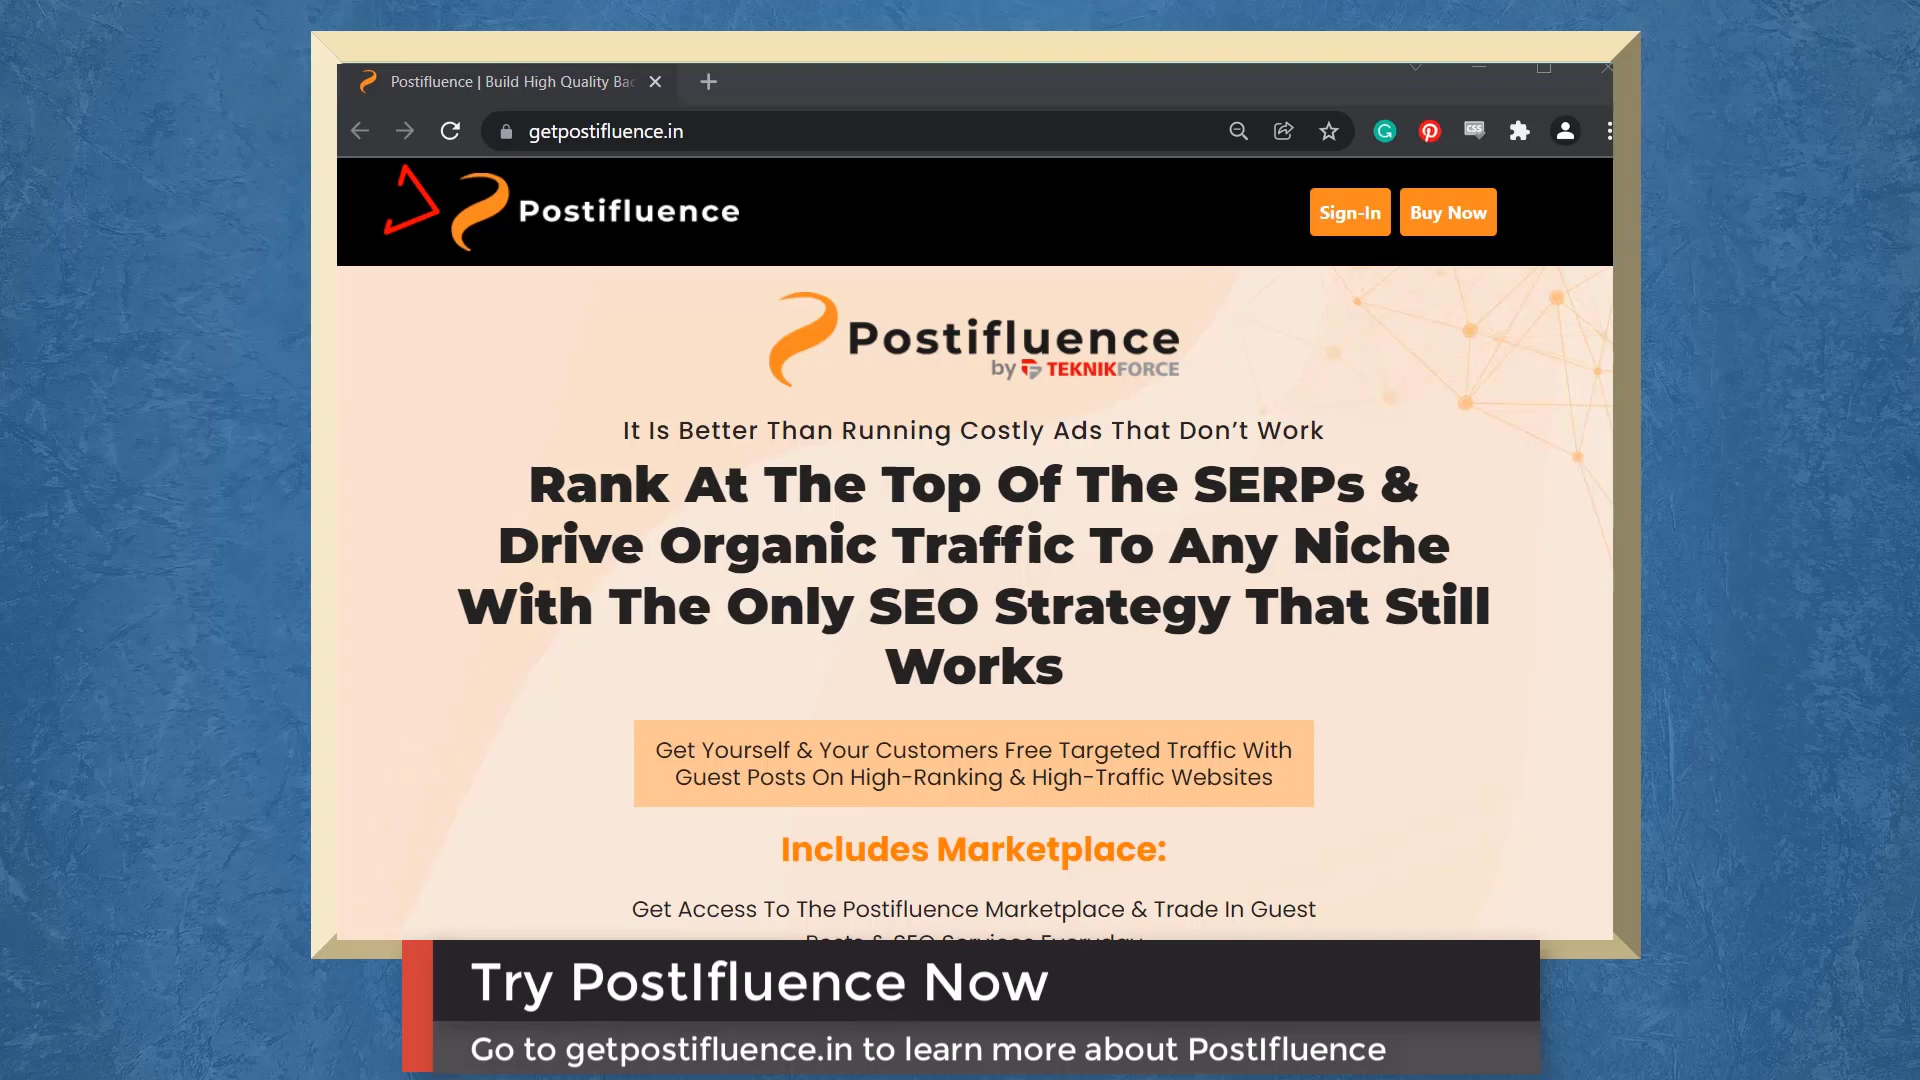 Postifluence | Build High Quality Bac
getpostifluence.in
Postifluence
Sign-In
Buy Now
Postifluence
by TEKNIKFORCE
It Is Better Than Running Costly Ads That Don’t Work
Rank At The Top Of The SERPs &
Drive Organic Traffic To Any Niche
With The Only SEO Strategy That Still
Works
Get Yourself & Your Customers Free Targeted Traffic With
Guest Posts On High-Ranking & High-Traffic Websites
Includes Marketplace:
Get Access To The Postifluence Marketplace & Trade In Guest
Posts & SEO Services Everyday
Try PostIfluence Now
Go to getpostifluence.in to learn more about PostIfluence